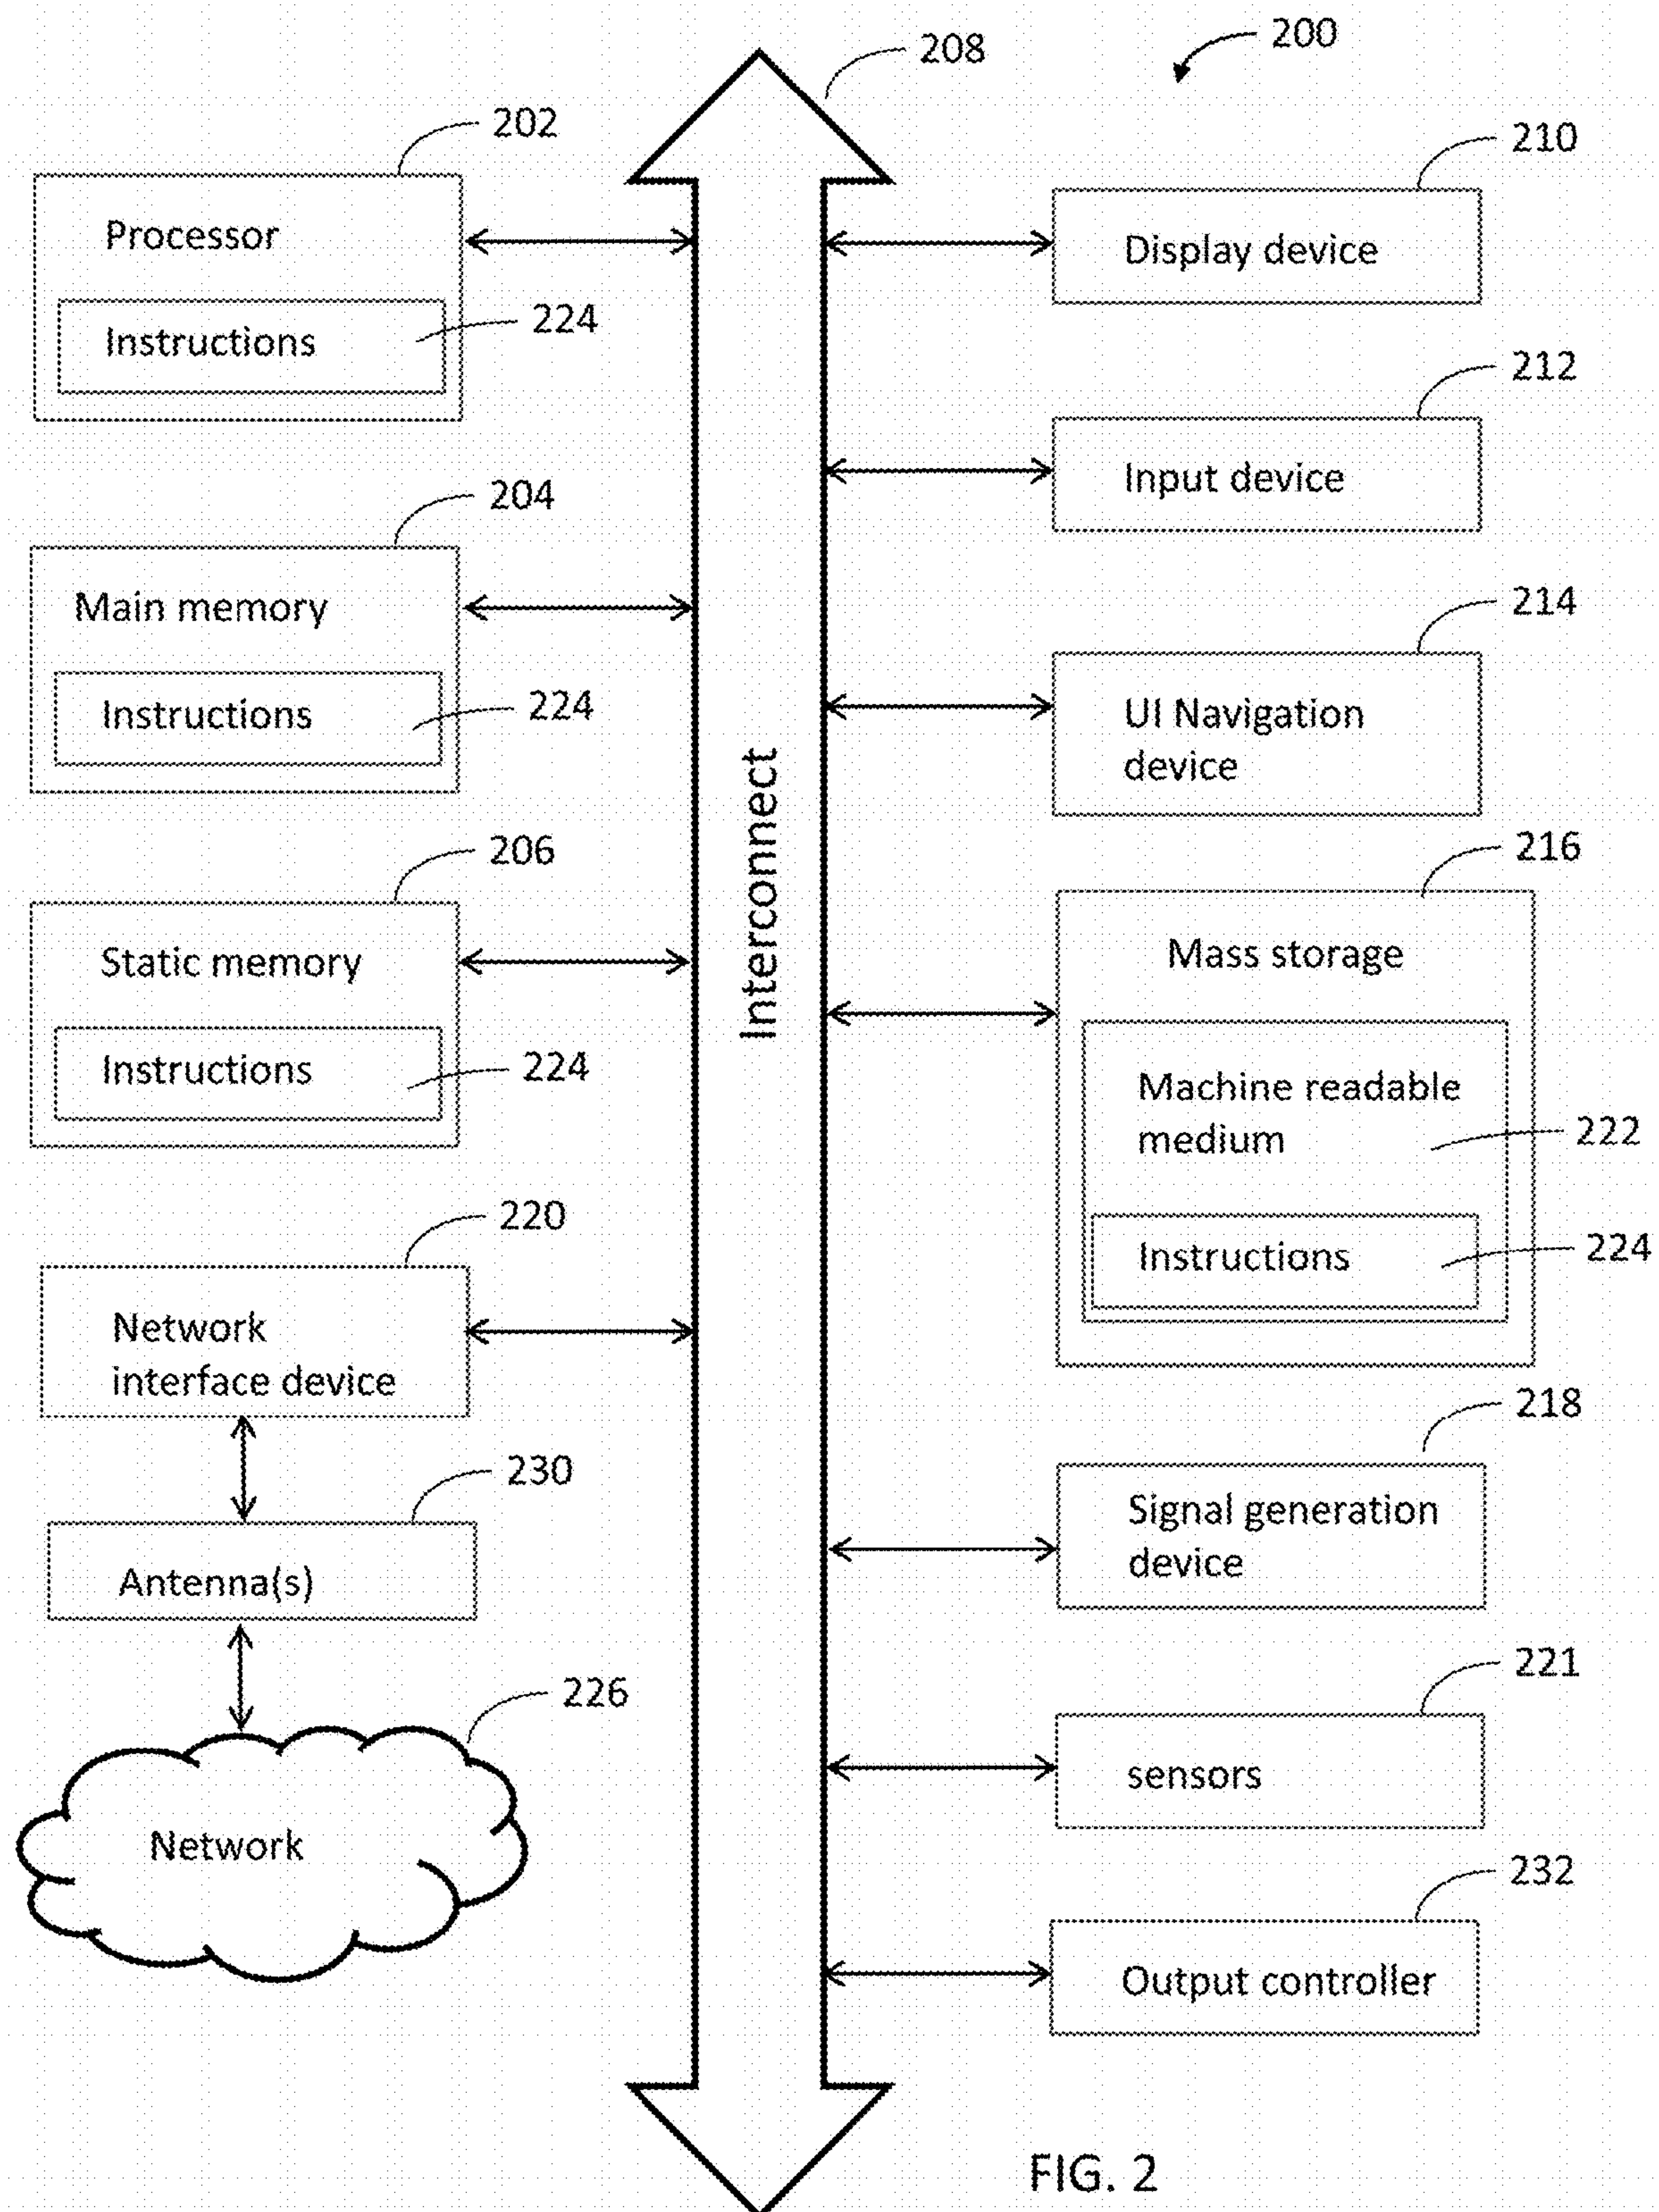 200
208
202
Processor
Instructions
224
204
Main memory
Instructions
224
206
Static memory
Instructions
224
220
Network
interface device
230
Antenna(s)
226
Network
Interconnect
210
Display device
212
Input device
214
UI Navigation
device
216
Mass storage
Machine readable
medium
222
Instructions
224
218
Signal generation
device
221
sensors
232
Output controller
FIG. 2